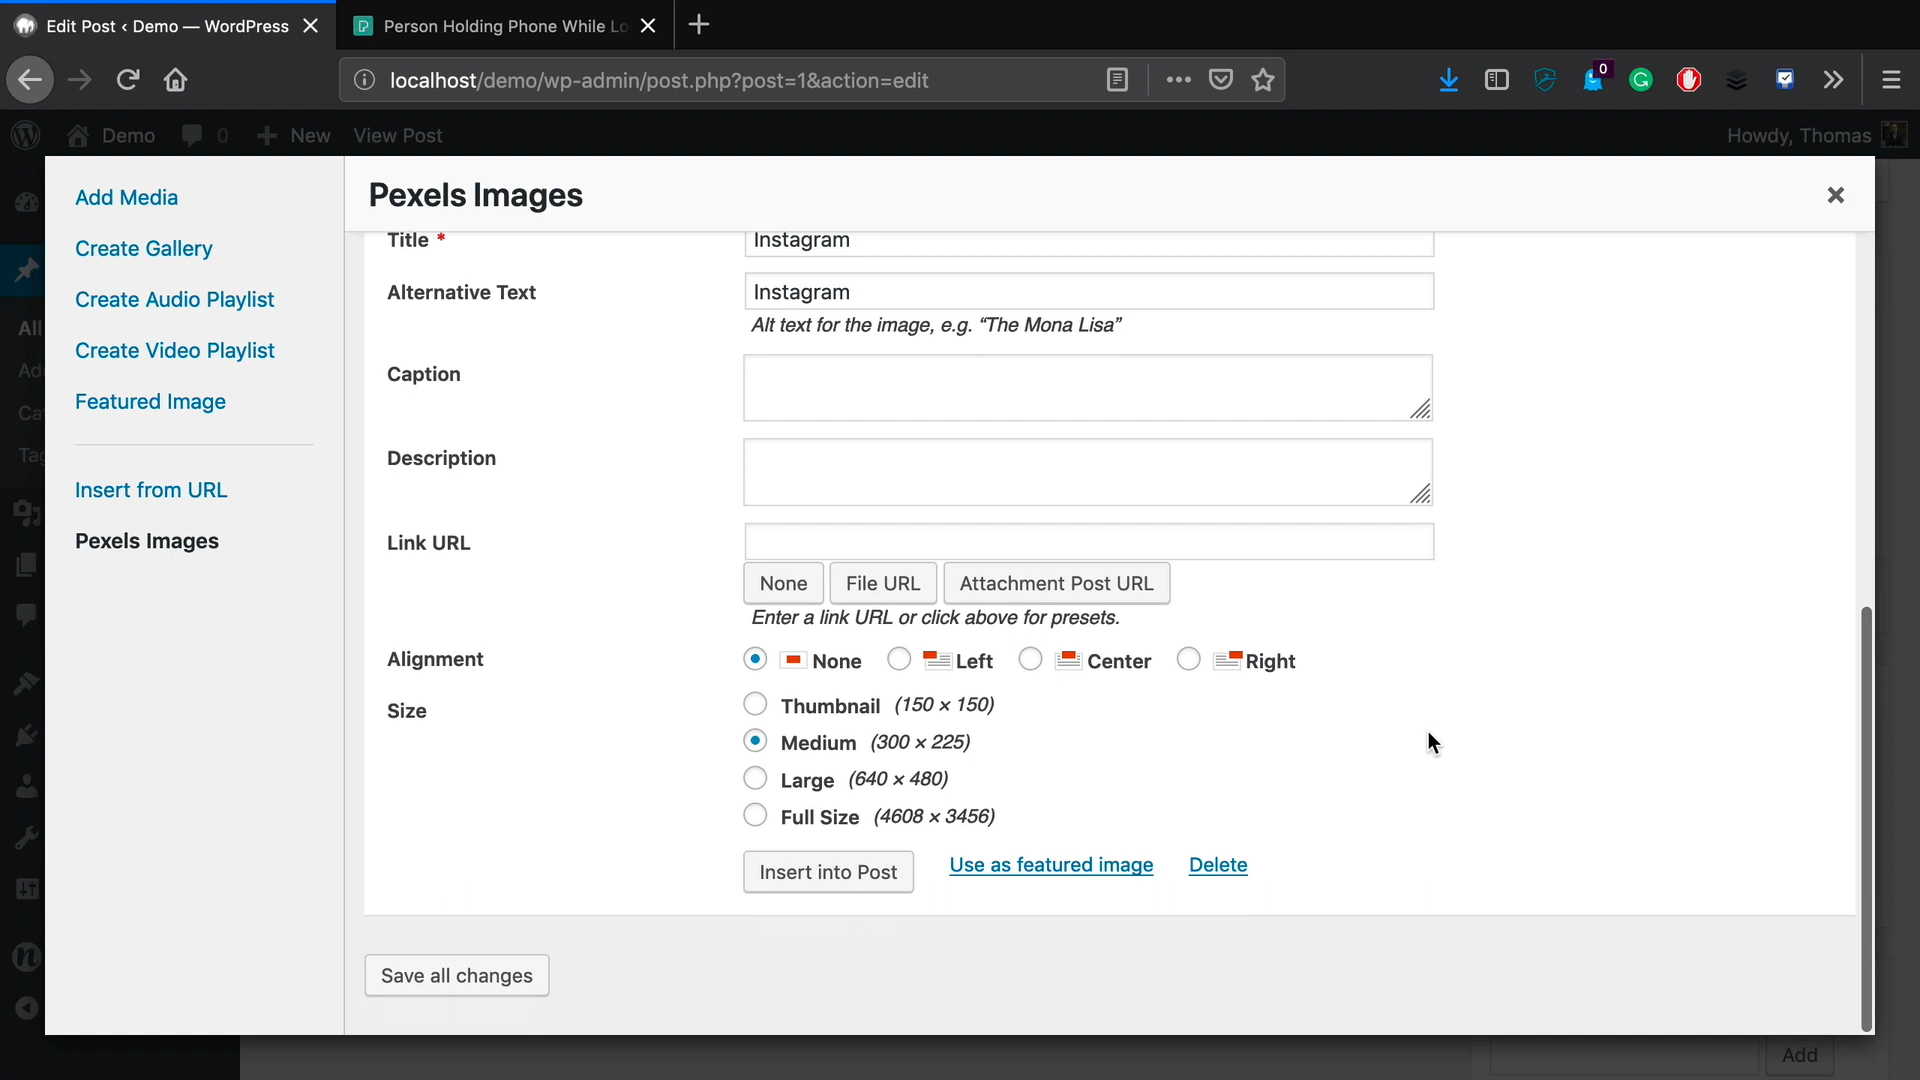 Edit Post ‹ Demo — WordPress
Person Holding Phone While Lo
localhost/demo/wp-admin/post.php?post=1&action=edit
0
Demo 0 New View Post
Howdy, Thomas
Add Media
Create Gallery
Create Audio Playlist
Create Video Playlist
Featured Image
Insert from URL
Pexels Images
All
Ad
Ca
Tag
Pexels Images
Title * Instagram
Alternative Text Instagram
Alt text for the image, e.g. “The Mona Lisa”
Caption
Description
Link URL
None File URL Attachment Post URL
Enter a link URL or click above for presets.
Alignment None Left Center Right
Size Thumbnail (150 × 150)
Medium (300 × 225)
Large (640 × 480)
Full Size (4608 × 3456)
Insert into Post Use as featured image Delete
Save all changes
Add